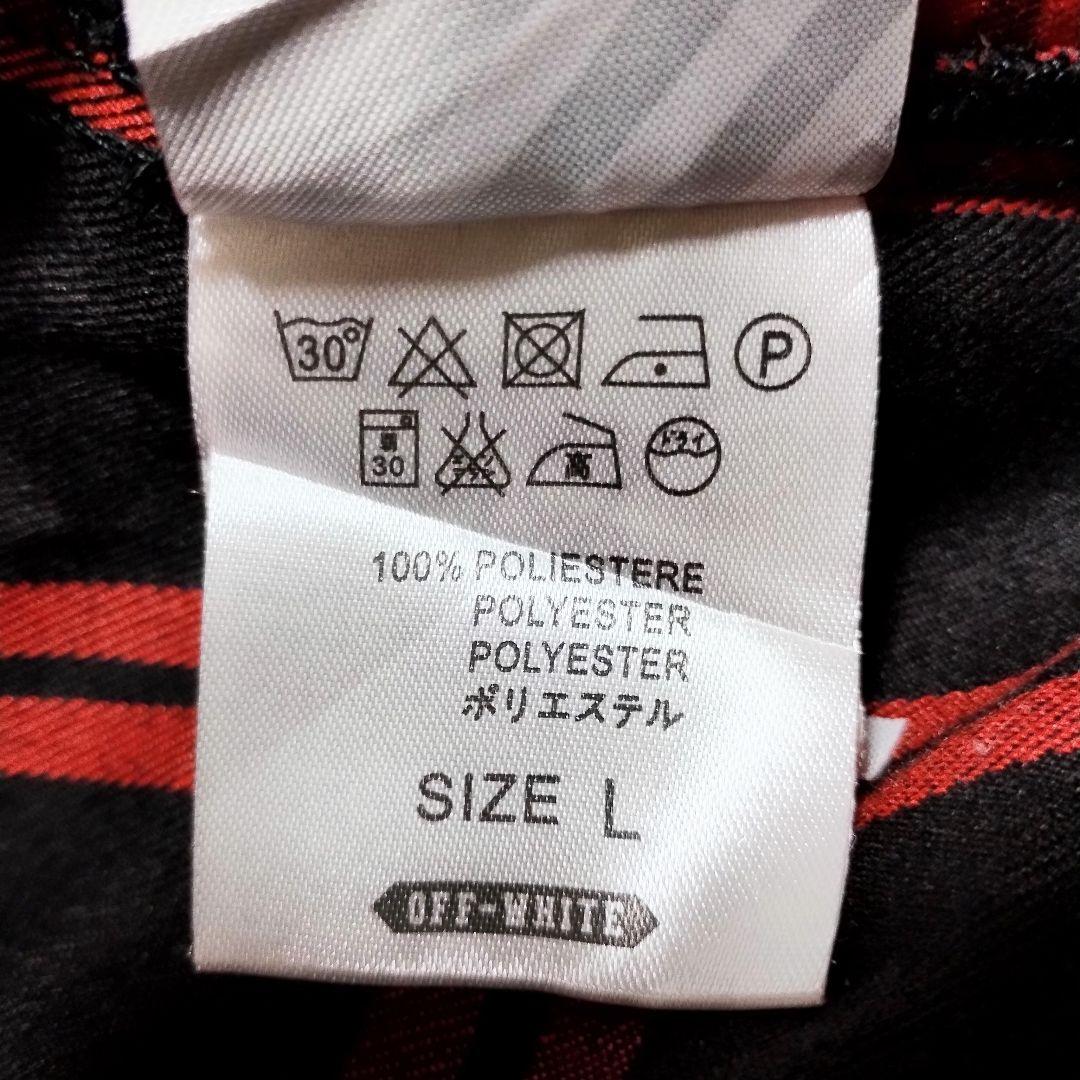 30° P
30 高 ドライ
100% POLIESTERE
POLYESTER
POLYESTER
ポリエステル
SIZE L
OFF-WHITE